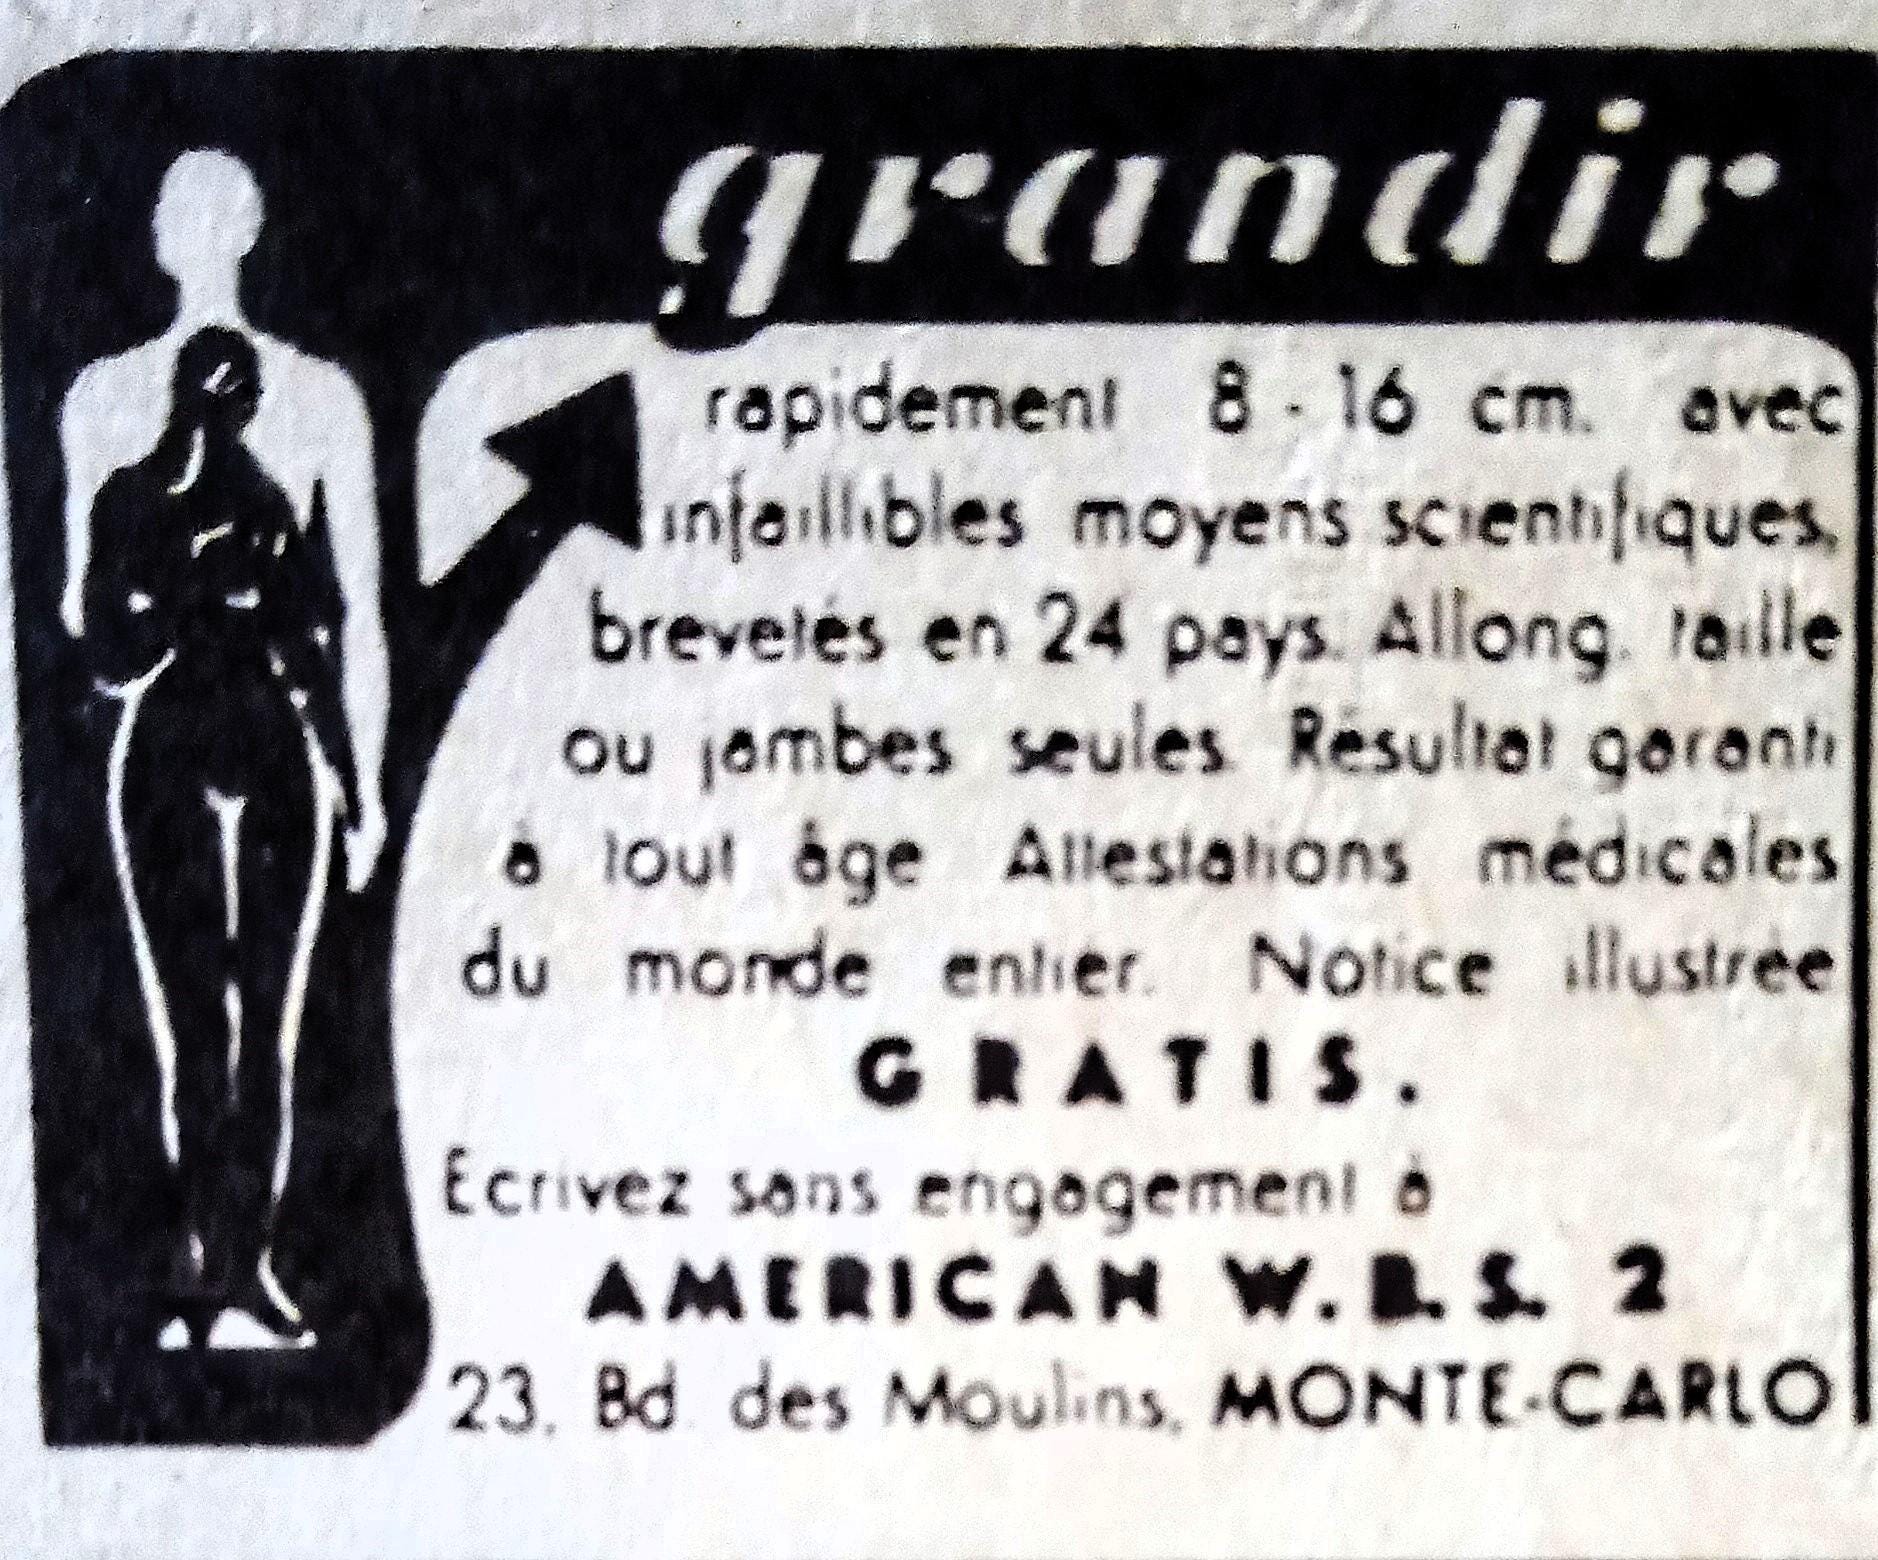 grandir
rapidement 8 - 16 cm. avec
infaillibles moyens scientifiques,
brevetés en 24 pays. Allong. taille
ou jambes seules. Résultat garanti
à tout âge Attestations médicales
du monde entier. Notice illustrée
GRATIS.
Ecrivez sans engagement à
AMERICAN W. B. S. 2
23, Bd. des Moulins, MONTE-CARLO